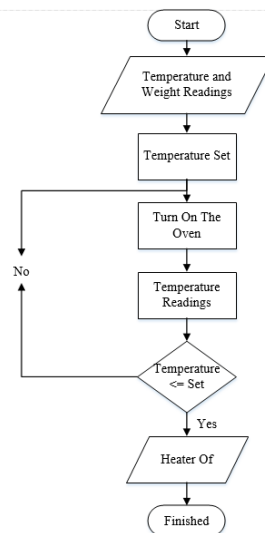 Start
Temperature and
Weight Readings
Temperature Set
Turn On The
Oven
No
Temperature
Readings
Temperature
<= Set
Yes
Heater Of
Finished